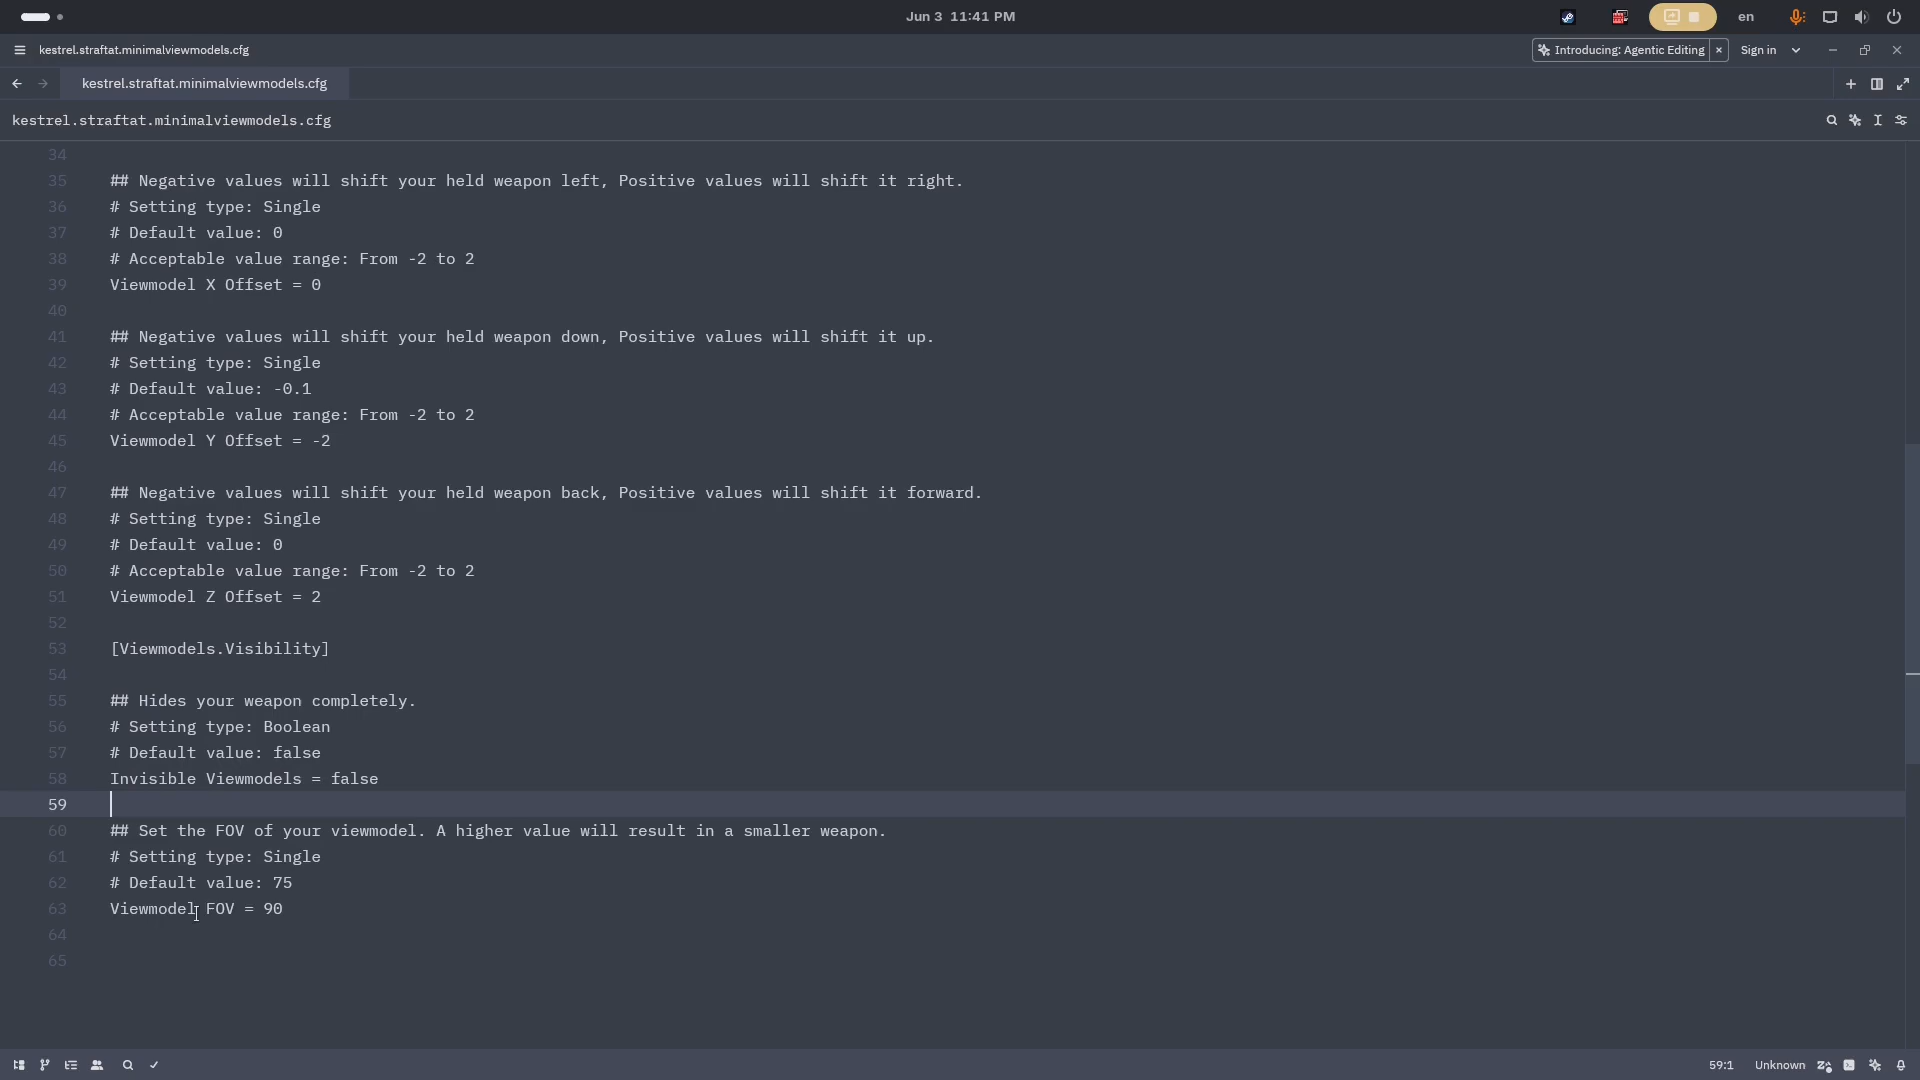 Jun 3 11:41 PM
en
kestrel.straftat.minimalviewmodels.cfg
Introducing: Agentic Editing
Sign in
kestrel.straftat.minimalviewmodels.cfg
kestrel.straftat.minimalviewmodels.cfg
34
35 ## Negative values will shift your held weapon left, Positive values will shift it right.
36 # Setting type: Single
37 # Default value: 0
38 # Acceptable value range: From -2 to 2
39 Viewmodel X Offset = 0
40
41 ## Negative values will shift your held weapon down, Positive values will shift it up.
42 # Setting type: Single
43 # Default value: -0.1
44 # Acceptable value range: From -2 to 2
45 Viewmodel Y Offset = -2
46
47 ## Negative values will shift your held weapon back, Positive values will shift it forward.
48 # Setting type: Single
49 # Default value: 0
50 # Acceptable value range: From -2 to 2
51 Viewmodel Z Offset = 2
52
53 [Viewmodels.Visibility]
54
55 ## Hides your weapon completely.
56 # Setting type: Boolean
57 # Default value: false
58 Invisible Viewmodels = false
59
60 ## Set the FOV of your viewmodel. A higher value will result in a smaller weapon.
61 # Setting type: Single
62 # Default value: 75
63 Viewmodel FOV = 90
64
65
59:1
Unknown